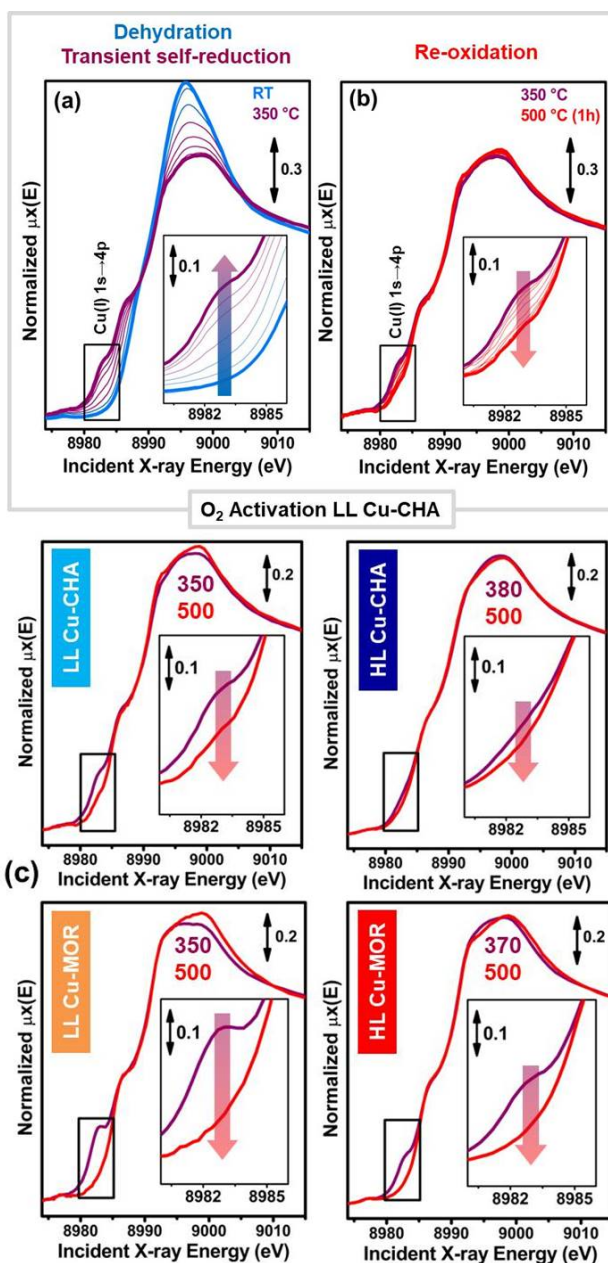 Dehydration
Transient self-reduction
Re-oxidation
(a)
RT
350 °C
0.3
Cu(I) 1s→4p
0.1
8982 8985
Normalized μx(E)
8980 8990 9000 9010
Incident X-ray Energy (eV)
(b)
350 °C
500 °C (1h)
0.3
Cu(I) 1s→4p
0.1
8982 8985
Normalized μx(E)
8980 8990 9000 9010
Incident X-ray Energy (eV)
O₂ Activation LL Cu-CHA
(c)
LL Cu-CHA
350
500
0.2
0.1
8982 8985
Normalized μx(E)
8980 8990 9000 9010
Incident X-ray Energy (eV)
HL Cu-CHA
380
500
0.2
0.1
8982 8985
Normalized μx(E)
8980 8990 9000 9010
Incident X-ray Energy (eV)
LL Cu-MOR
350
500
0.2
0.1
8982 8985
Normalized μx(E)
8980 8990 9000 9010
Incident X-ray Energy (eV)
HL Cu-MOR
370
500
0.2
0.1
8982 8985
Normalized μx(E)
8980 8990 9000 9010
Incident X-ray Energy (eV)